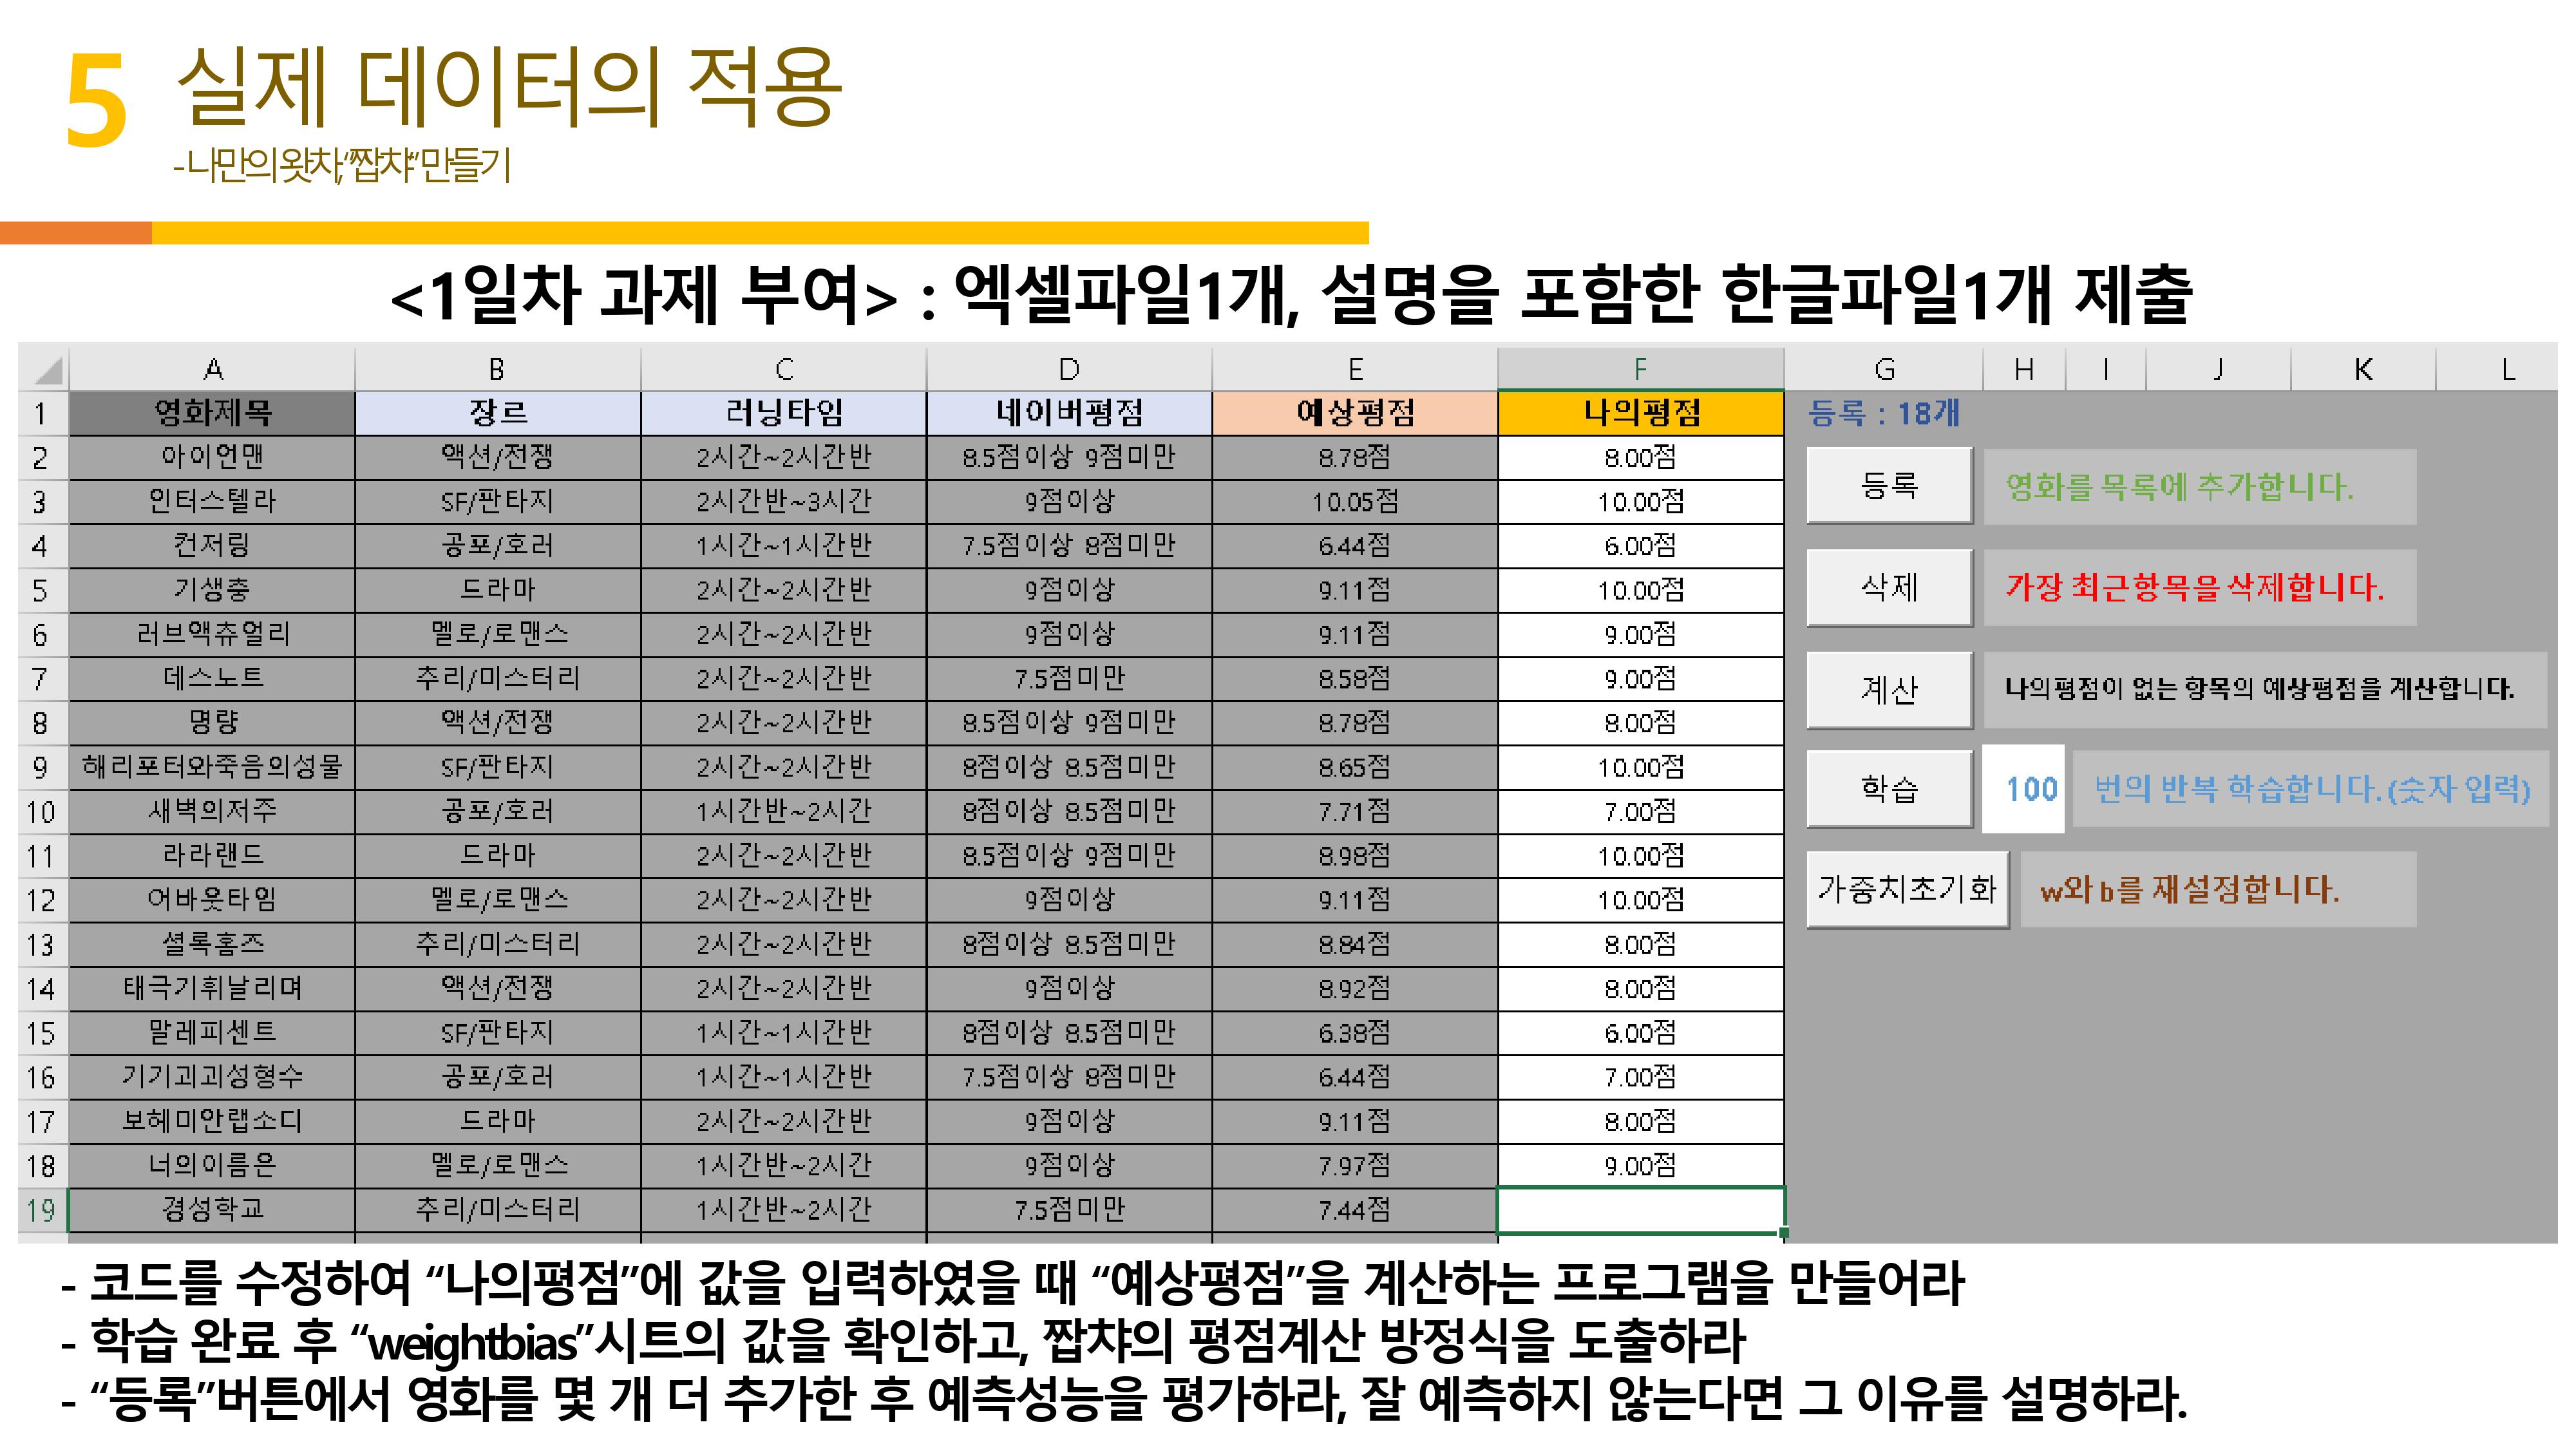 5 실제 데이터의 적용
-나만의 왓챠,“짭챠“만들기
<1일차 과제 부여> : 엑셀파일1개, 설명을 포함한 한글파일1개 제출
A B C D E F G H I J K L
1 영화제목 장르 러닝타임 네이버평점 예상평점 나의평점 등록 : 18개
2 아이언맨 액션/전쟁 2시간~2시간반 8.5점이상 9점미만 8.78점 8.00점
등록 영화를 목록에 추가합니다.
3 인터스텔라 SF/판타지 2시간반~3시간 9점이상 10.05점 10.00점
4 컨저링 공포/호러 1시간~1시간반 7.5점이상 8점미만 6.44점 6.00점
5 기생충 드라마 2시간~2시간반 9점이상 9.11점 10.00점
삭제 가장 최근항목을 삭제합니다.
6 러브액츄얼리 멜로/로맨스 2시간~2시간반 9점이상 9.11점 9.00점
7 데스노트 추리/미스터리 2시간~2시간반 7.5점미만 8.58점 9.00점
계산 나의평점이 없는 항목의 예상평점을 계산합니다.
8 명량 액션/전쟁 2시간~2시간반 8.5점이상 9점미만 8.78점 8.00점
9 해리포터와죽음의성물 SF/판타지 2시간~2시간반 8점이상 8.5점미만 8.65점 10.00점
학습 100 번의 반복 학습합니다.(숫자 입력)
10 새벽의저주 공포/호러 1시간반~2시간 8점이상 8.5점미만 7.71점 7.00점
11 라라랜드 드라마 2시간~2시간반 8.5점이상 9점미만 8.98점 10.00점
12 어바웃타임 멜로/로맨스 2시간~2시간반 9점이상 9.11점 10.00점
가중치초기화 w와 b를 재설정합니다.
13 셜록홈즈 추리/미스터리 2시간~2시간반 8점이상 8.5점미만 8.84점 8.00점
14 태극기휘날리며 액션/전쟁 2시간~2시간반 9점이상 8.92점 8.00점
15 말레피센트 SF/판타지 1시간~1시간반 8점이상 8.5점미만 6.38점 6.00점
16 기기괴괴성형수 공포/호러 1시간~1시간반 7.5점이상 8점미만 6.44점 7.00점
17 보헤미안랩소디 드라마 2시간~2시간반 9점이상 9.11점 8.00점
18 너의이름은 멜로/로맨스 1시간반~2시간 9점이상 7.97점 9.00점
19 경성학교 추리/미스터리 1시간반~2시간 7.5점미만 7.44점
- 코드를 수정하여 “나의평점”에 값을 입력하였을 때 “예상평점”을 계산하는 프로그램을 만들어라
- 학습 완료 후 “weightbias”시트의 값을 확인하고, 짭챠의 평점계산 방정식을 도출하라
- “등록”버튼에서 영화를 몇 개 더 추가한 후 예측성능을 평가하라, 잘 예측하지 않는다면 그 이유를 설명하라.